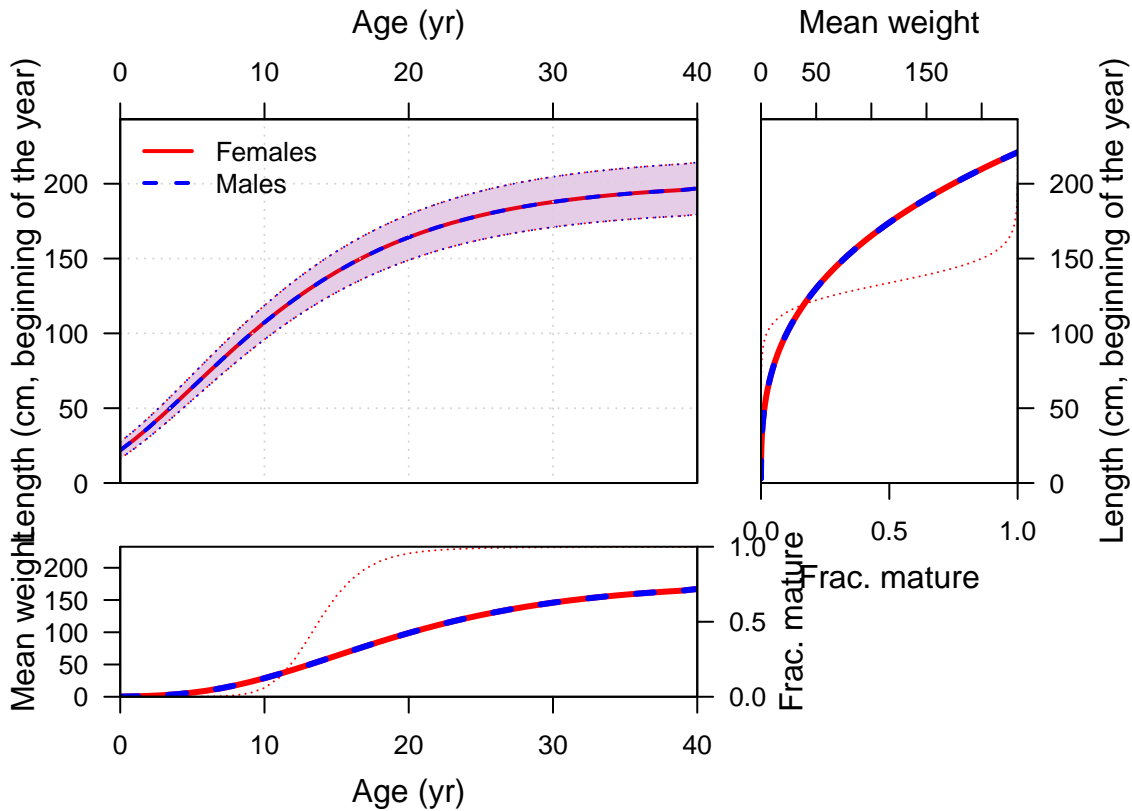 Age (yr)
0 10 20 30 40
Length (cm, beginning of the year)
200
150
100
50
0
Females
Males
Mean weight
0 50 150
Length (cm, beginning of the year)
200
150
100
50
0
0.0 0.5 1.0
Frac. mature
Mean weight
200
150
100
50
0
1.0
0.5
0.0
Frac. mature
0 10 20 30 40
Age (yr)